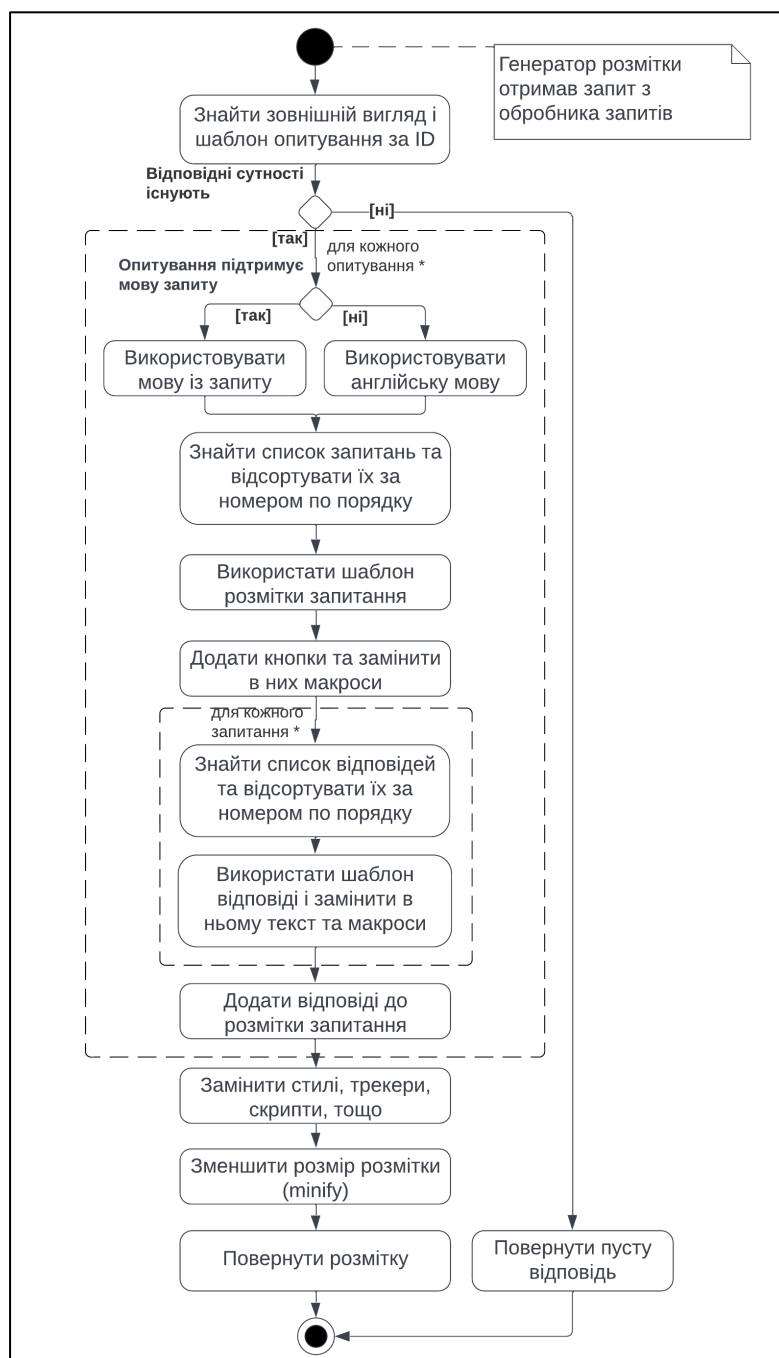 Генератор розмітки
отримав запит з
обробника запитів
Знайти зовнішній вигляд і
шаблон опитування за ID
Відповідні сутності
існують
[ні]
[так]
для кожного
опитування *
Опитування підтримує
мову запиту
[так]
[ні]
Використовувати
мову із запиту
Використовувати
англійську мову
Знайти список запитань та
відсортувати їх за
номером по порядку
Використати шаблон
розмітки запитання
Додати кнопки та замінити
в них макроси
для кожного
запитання *
Знайти список відповідей
та відсортувати їх за
номером по порядку
Використати шаблон
відповіді і замінити в
ньому текст та макроси
Додати відповіді до
розмітки запитання
Замінити стилі, трекери,
скрипти, тощо
Зменшити розмір розмітки
(minify)
Повернути розмітку
Повернути пусту
відповідь